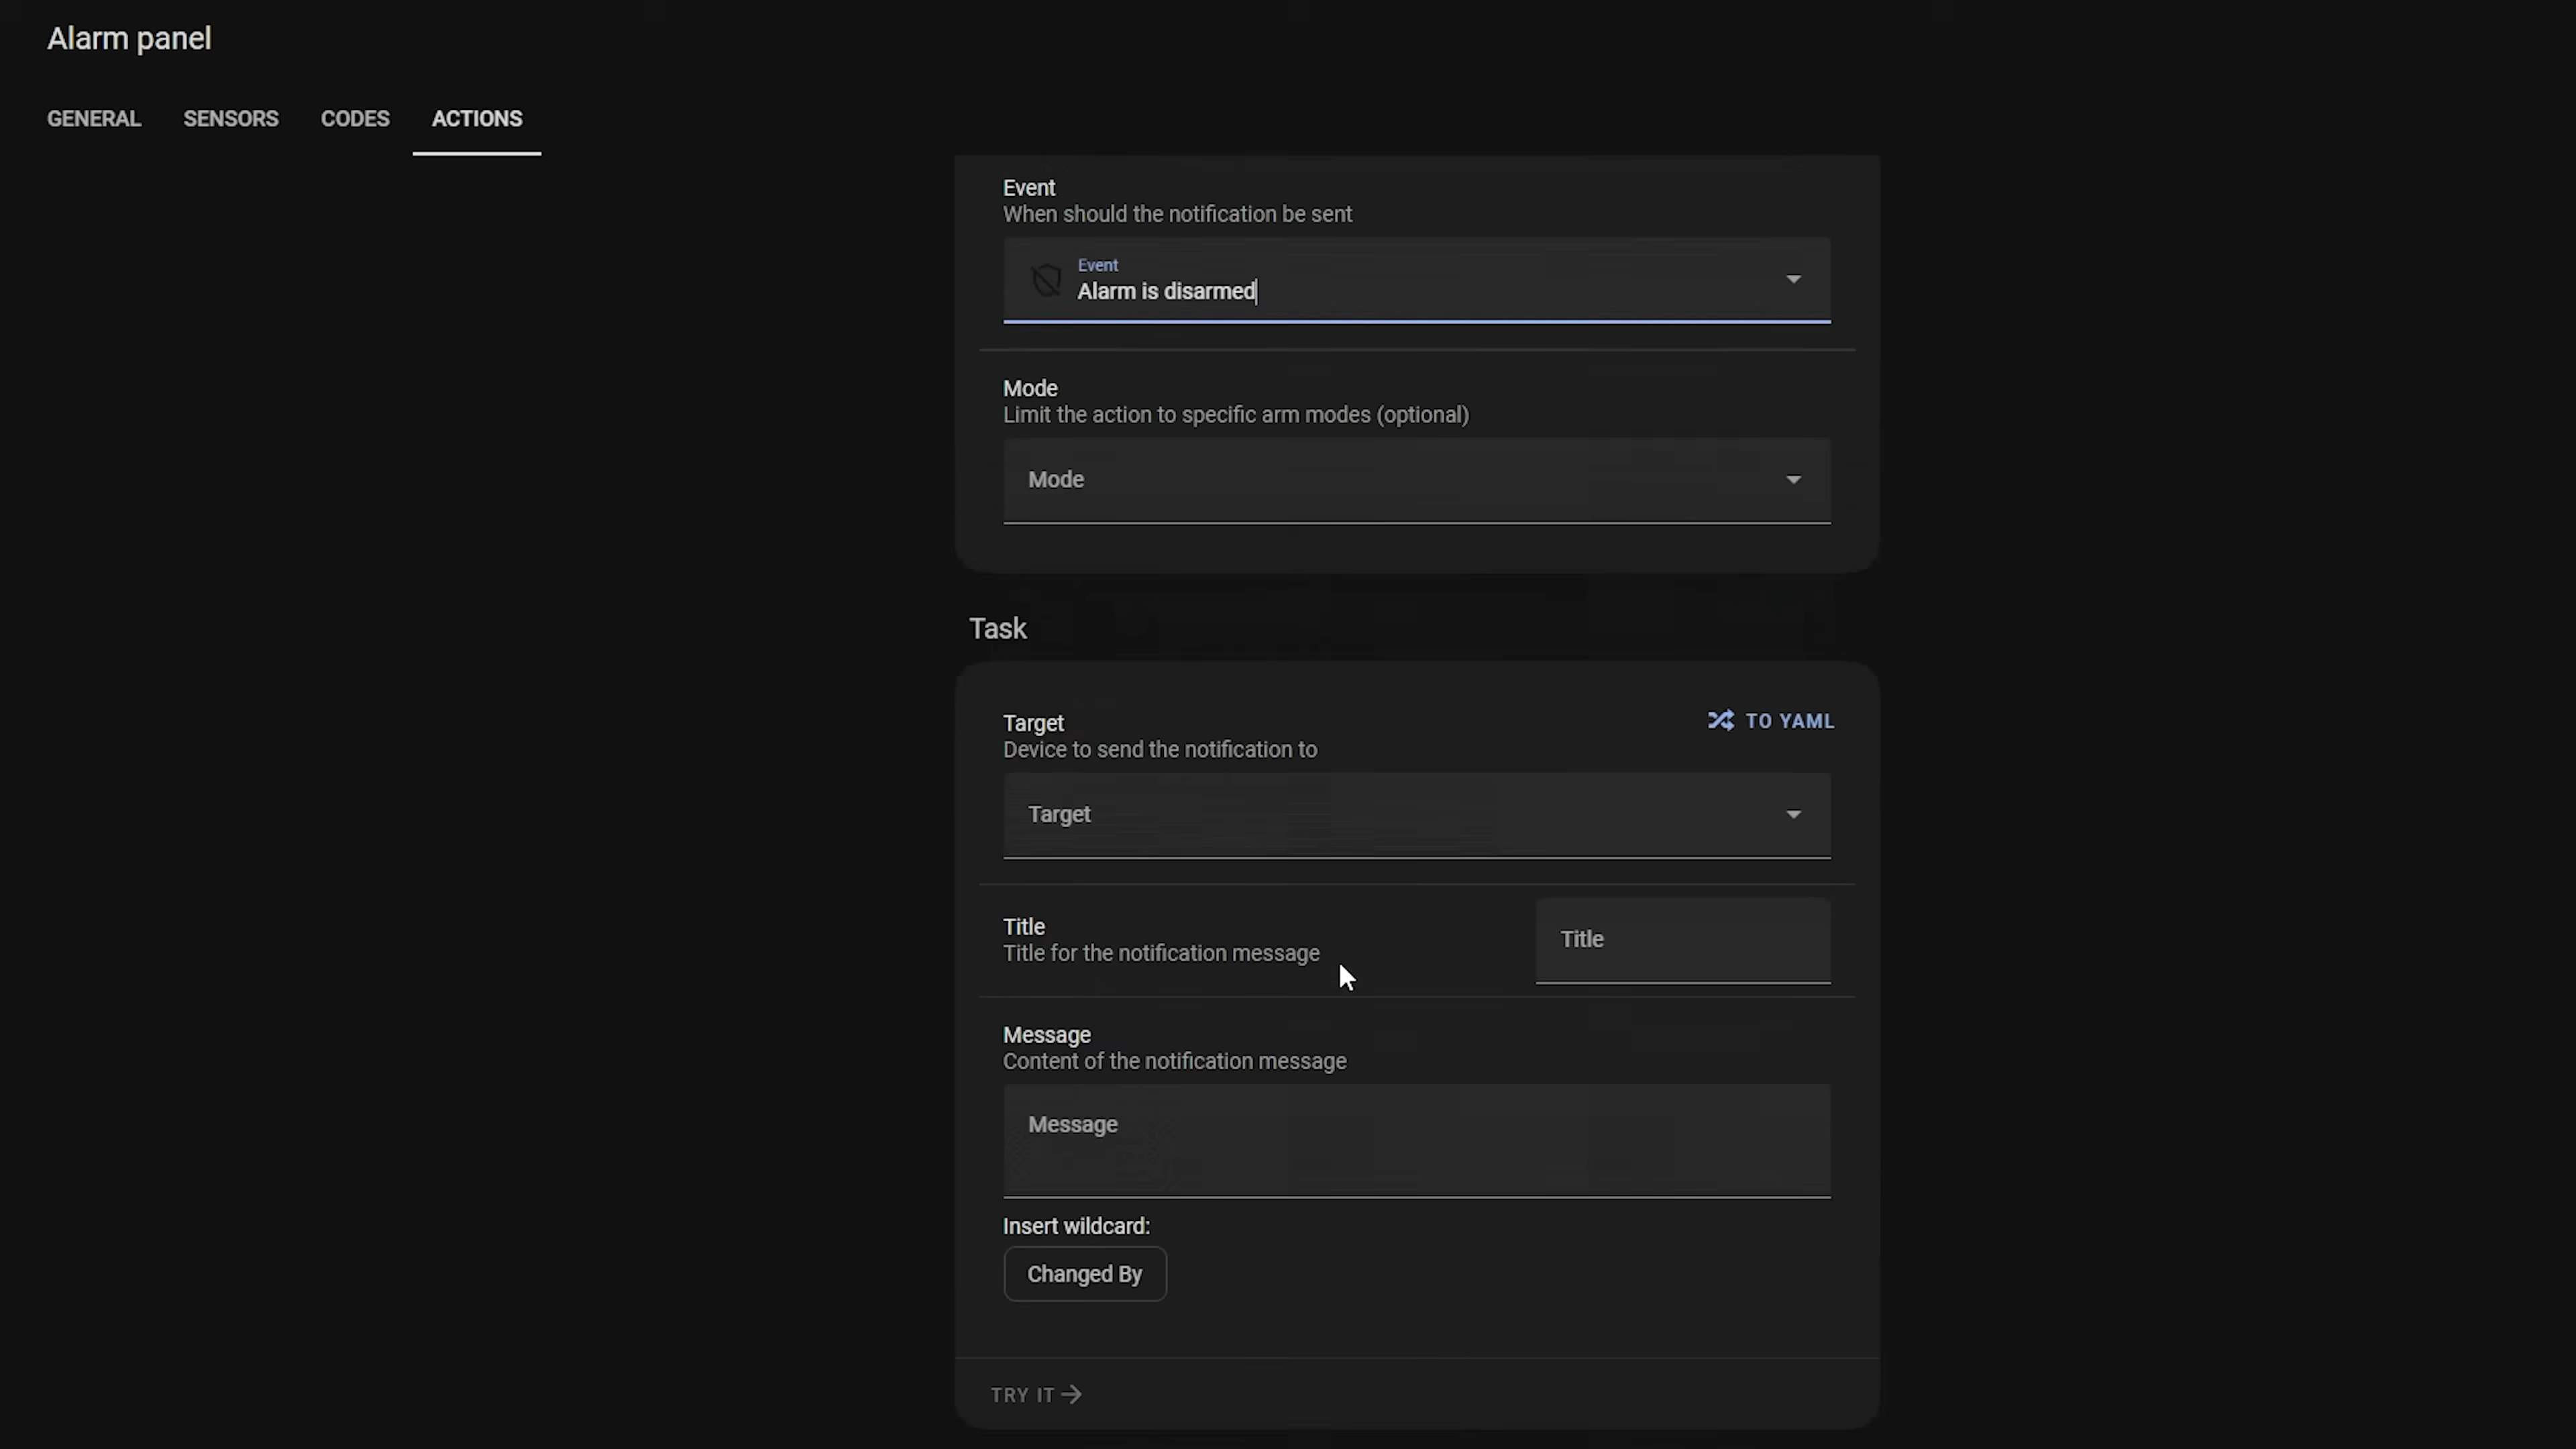 Alarm panel
GENERAL SENSORS CODES ACTIONS
Event
When should the notification be sent
Event
Alarm is disarmed
Mode
Limit the action to specific arm modes (optional)
Mode
Task
Target
TO YAML
Device to send the notification to
Target
Title
Title for the notification message
Title
Message
Content of the notification message
Message
Insert wildcard:
Changed By
TRY IT